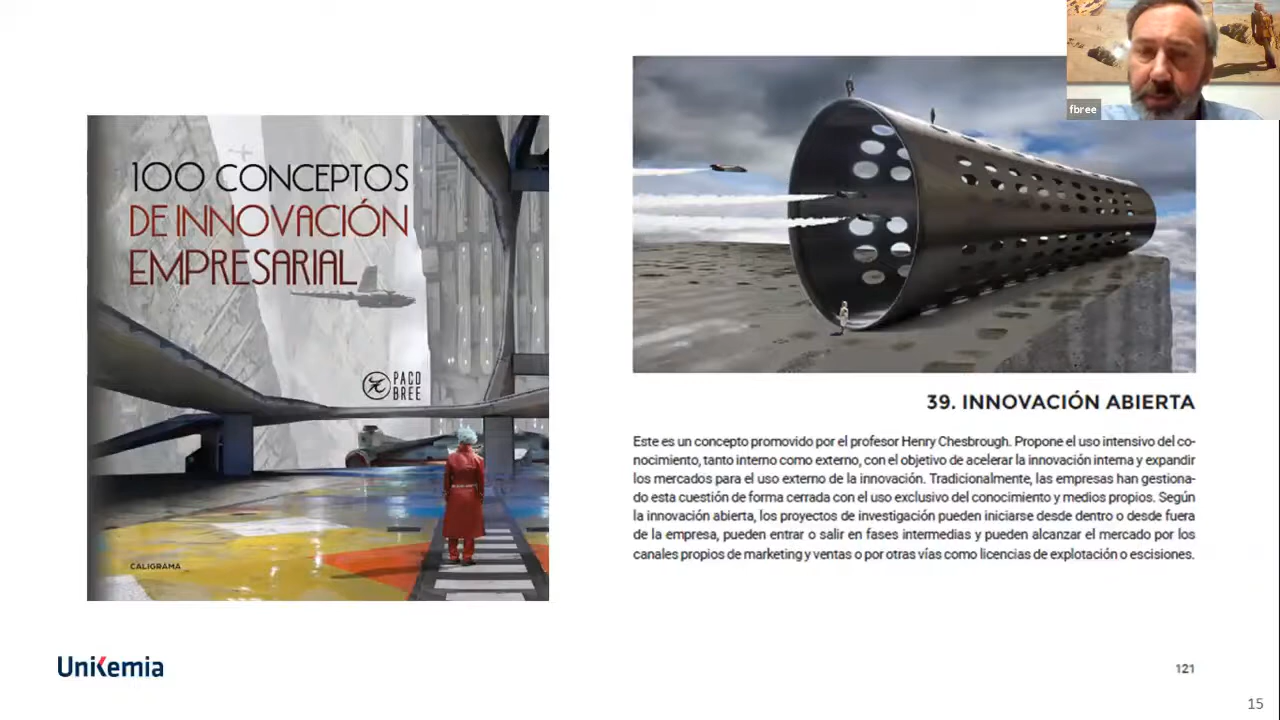 100 CONCEPTOS
DE INNOVACIÓN
EMPRESARIAL
PACO
BREE
CALIGRAMA
UniKemia
fbree
39. INNOVACIÓN ABIERTA
Este es un concepto promovido por el profesor Henry Chesbrough. Propone el uso intensivo del co-
nocimiento, tanto interno como externo, con el objetivo de acelerar la innovación interna y expandir
los mercados para el uso externo de la innovación. Tradicionalmente, las empresas han gestiona-
do esta cuestión de forma cerrada con el uso exclusivo del conocimiento y medios propios. Según
la innovación abierta, los proyectos de investigación pueden iniciarse desde dentro o desde fuera
de la empresa, pueden entrar o salir en fases intermedias y pueden alcanzar el mercado por los
canales propios de marketing y ventas o por otras vías como licencias de explotación o escisiones.
121
15